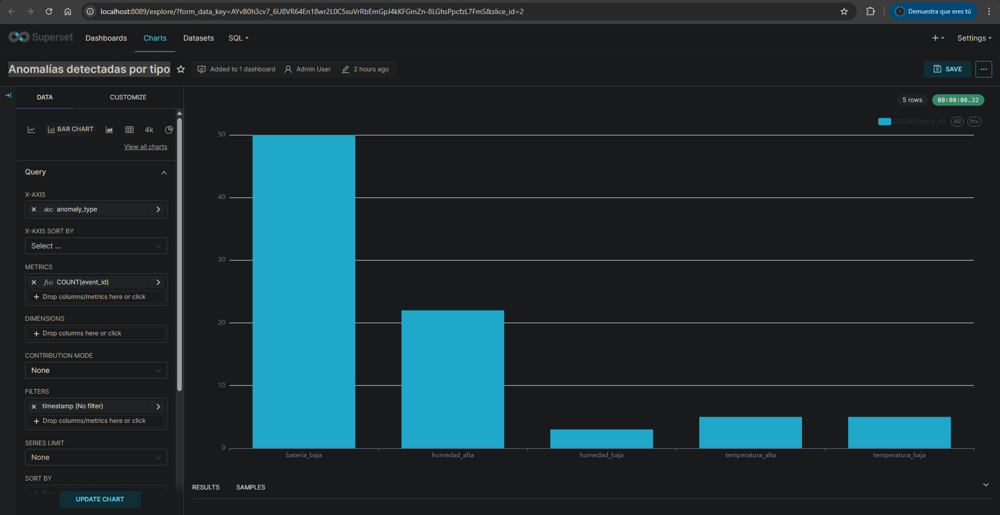 localhost:8089/explore/?form_data_key=AYvB0h3cv7_6U8VR64En18wr2L0C5suVrRbEmGpJ4kKFGmZn-8LGhsPpcfzL7FmS&slice_id=2
Demuestra que eres tú
Superset
Dashboards
Charts
Datasets
SQL
Settings
Anomalías detectadas por tipo
Added to 1 dashboard
Admin User
2 hours ago
SAVE
DATA
CUSTOMIZE
BAR CHART
4k
View all charts
Query
X-AXIS
abc anomaly_type
X-AXIS SORT BY
Select ...
METRICS
f(x) COUNT(event_id)
+ Drop columns/metrics here or click
DIMENSIONS
+ Drop columns here or click
CONTRIBUTION MODE
None
FILTERS
timestamp (No filter)
+ Drop columns/metrics here or click
SERIES LIMIT
None
SORT BY
UPDATE CHART
5 rows
00:00:00.32
COUNT(event_id)
All
Inv
50
40
30
20
10
0
bateria_baja
humedad_alta
humedad_baja
temperatura_alta
temperatura_baja
RESULTS
SAMPLES